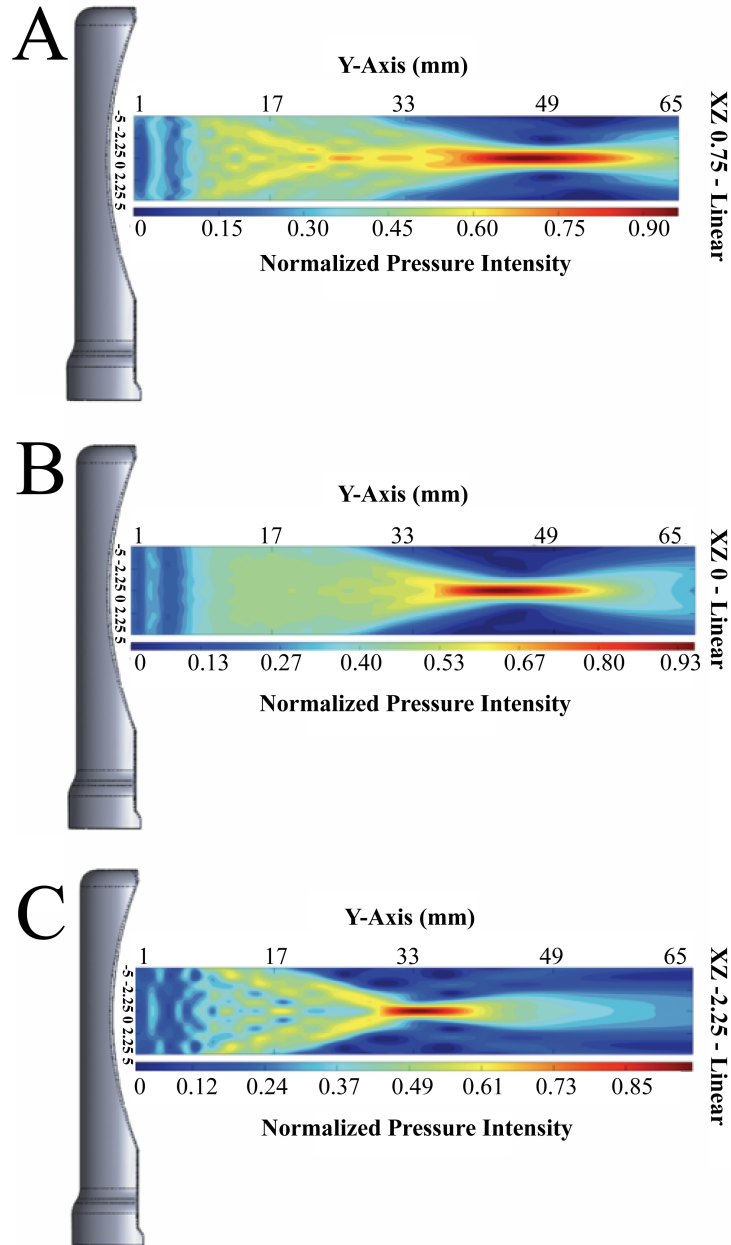 A
Y-Axis (mm)
1 17 33 49 65
-5 -2.25 0 2.25 5
XZ 0.75 - Linear
0 0.15 0.30 0.45 0.60 0.75 0.90
Normalized Pressure Intensity
B
Y-Axis (mm)
1 17 33 49 65
-5 -2.25 0 2.25 5
XZ 0 - Linear
0 0.13 0.27 0.40 0.53 0.67 0.80 0.93
Normalized Pressure Intensity
C
Y-Axis (mm)
1 17 33 49 65
-5 -2.25 0 2.25 5
XZ -2.25 - Linear
0 0.12 0.24 0.37 0.49 0.61 0.73 0.85
Normalized Pressure Intensity